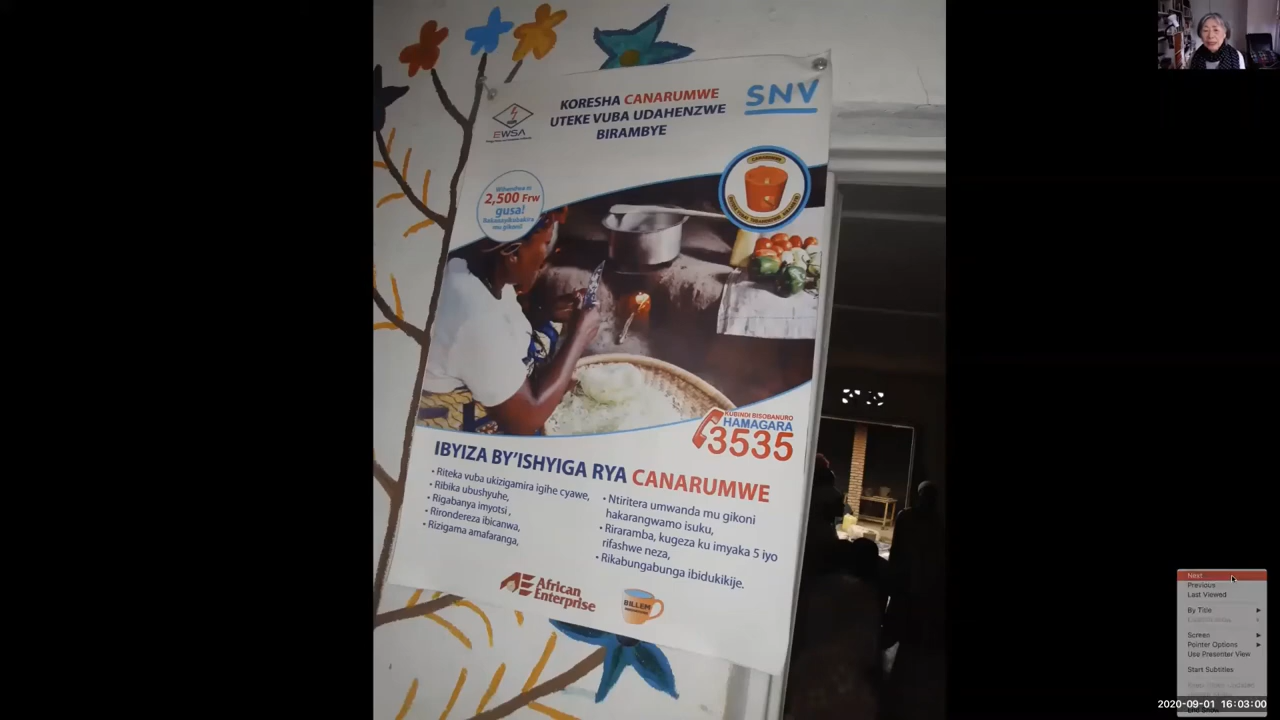 KORESHA CANARUMWE
UTEKE VUBA UDAHENZWE
BIRAMBYE
SNV
EWSA
2,500 Frw
gusa!
KUBINDI BISOBANURO
HAMAGARA
3535
IBYIZA BY'ISHYIGA RYA CANARUMWE
• Riteka vuba ukizigamira igihe cyawe,
• Ribika ubushyuhe,
• Rigabanya imyotsi,
• Rirondereza ibicanwa,
• Rizigama amafaranga,
• Ntiritera umwanda mu gikoni
hakarangwamo isuku,
• Riraramba, kugeza ku imyaka 5 iyo
rifashwe neza,
• Rikabungabunga ibidukikije.
African
Enterprise
BILLEM
Next
Previous
Last Viewed
By Title
Screen
Pointer Options
Use Presenter View
Start Subtitles
2020-09-01 16:03:00